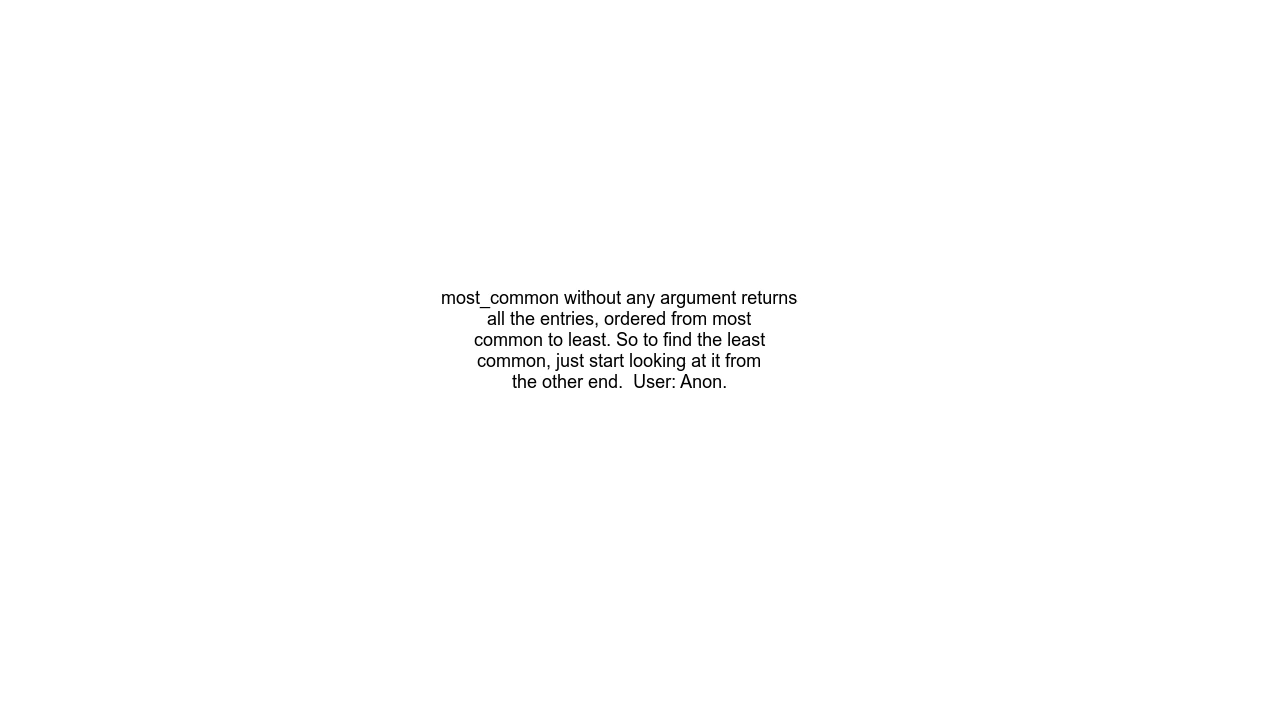 most_common without any argument returns
all the entries, ordered from most
common to least. So to find the least
common, just start looking at it from
the other end.  User: Anon.